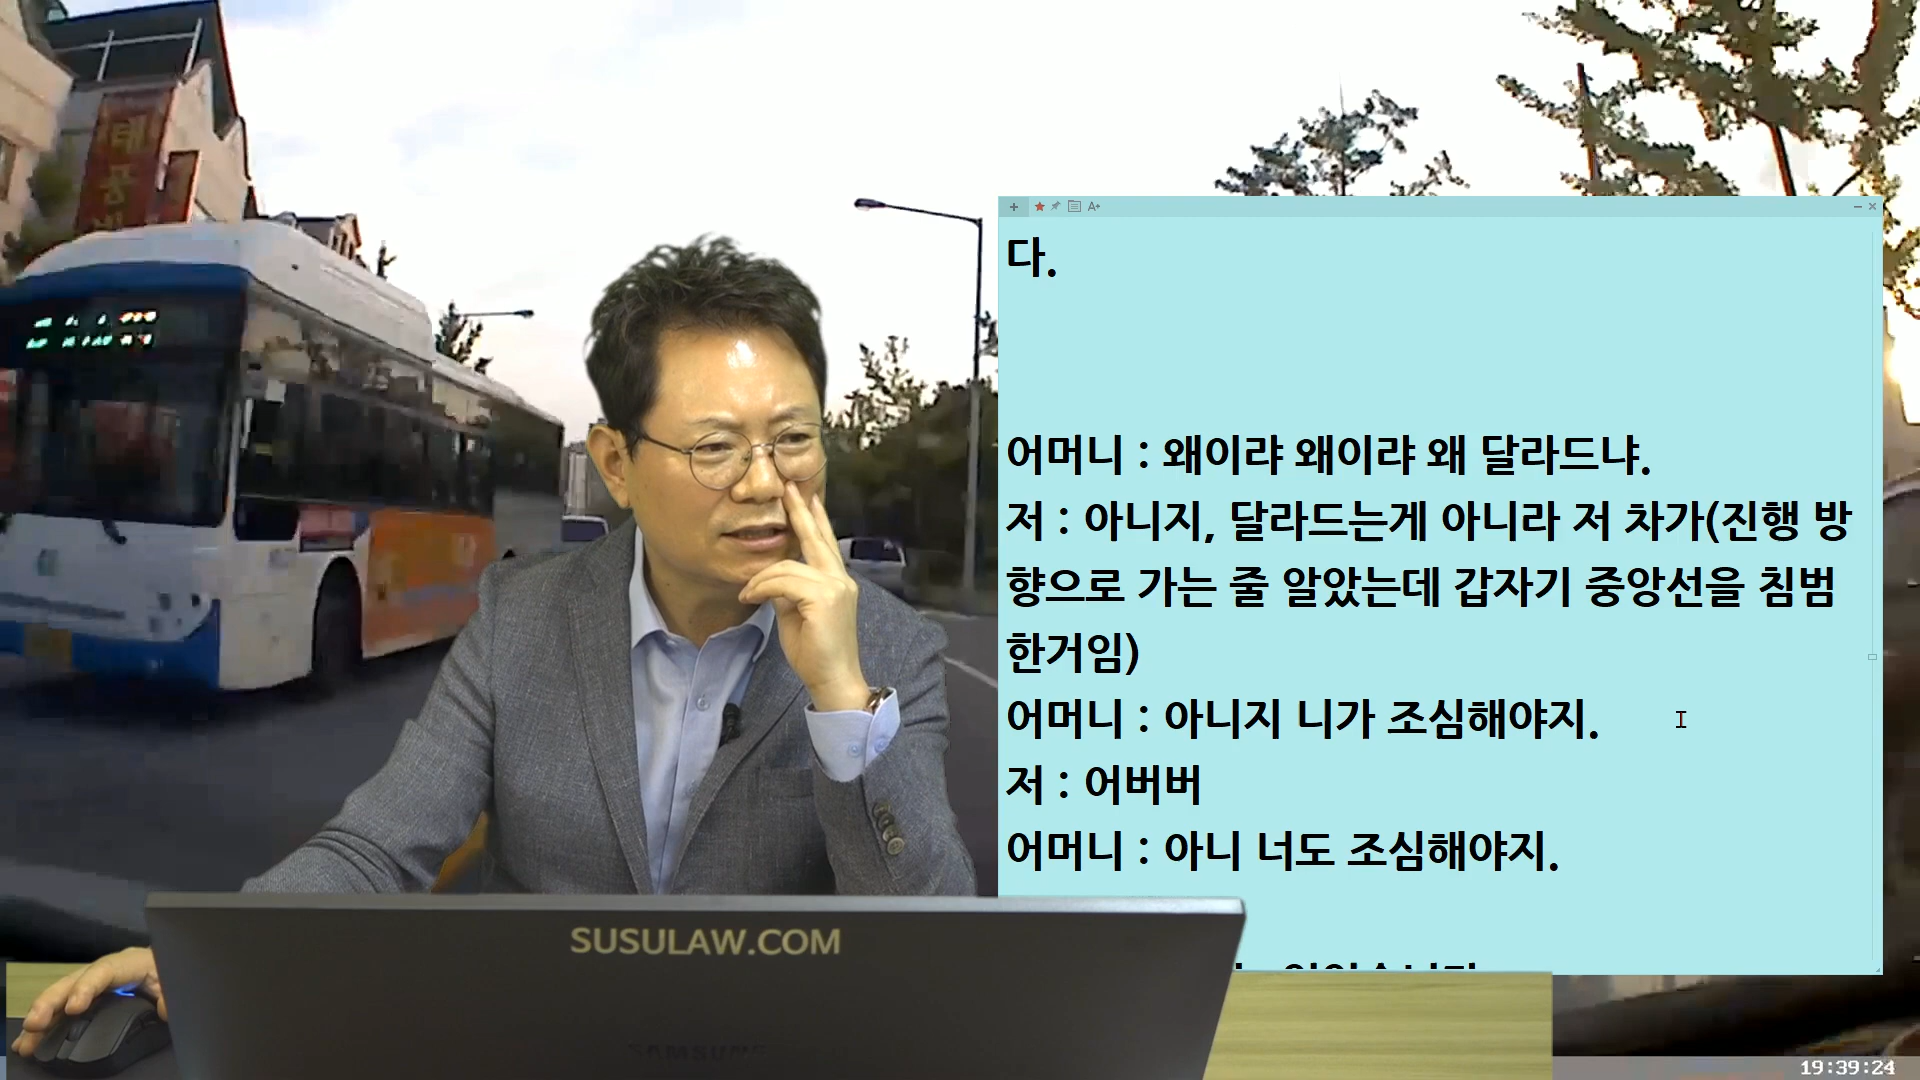 다.
어머니 : 왜이랴 왜이랴 왜 달라드냐.
저 : 아니지, 달라드는게 아니라 저 차가(진행 방
향으로 가는 줄 알았는데 갑자기 중앙선을 침범
한거임)
어머니 : 아니지 니가 조심해야지.
저 : 어버버
어머니 : 아니 너도 조심해야지.
SUSULAW.COM
SAMSUNG
19:39:24